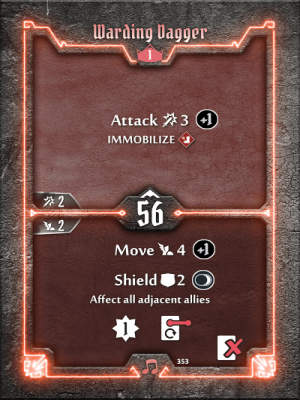 Warding Dagger
1
Attack 3 +1
IMMOBILIZE
2
56
2
Move 4 +1
Shield 2
Affect all adjacent allies
1
353